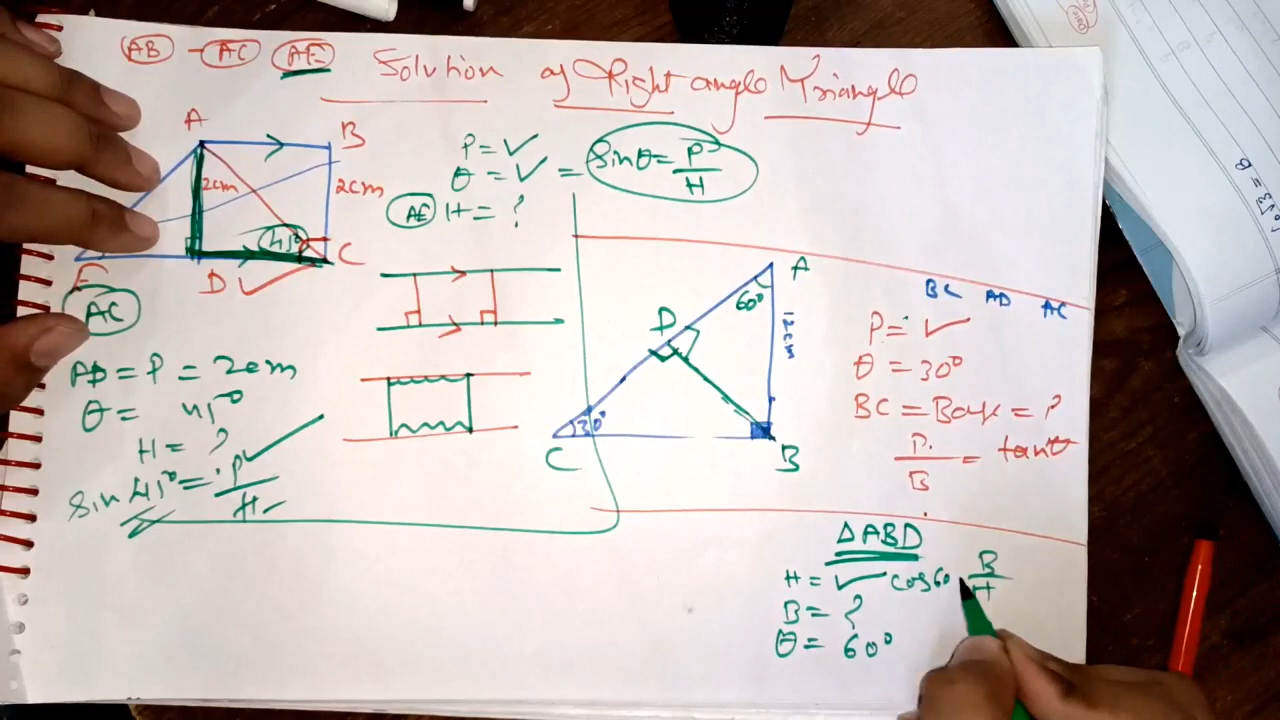 AB - AC AE Solution of Right angle Triangle
A
B
2cm
2cm
45°
E
D
C
P = ✓
θ = ✓ = Sinθ = P/H
AE H = ?
AC
AD = P = 2cm
θ = 45°
H = ?
Sin 45° = P/H
A
60°
D
12cm
30°
C
B
BC AD AC
P = ✓
θ = 30°
BC = Base = ?
P/B = tanθ
ΔABD
H = ✓ cos60 B/H
B = ?
θ = 60°